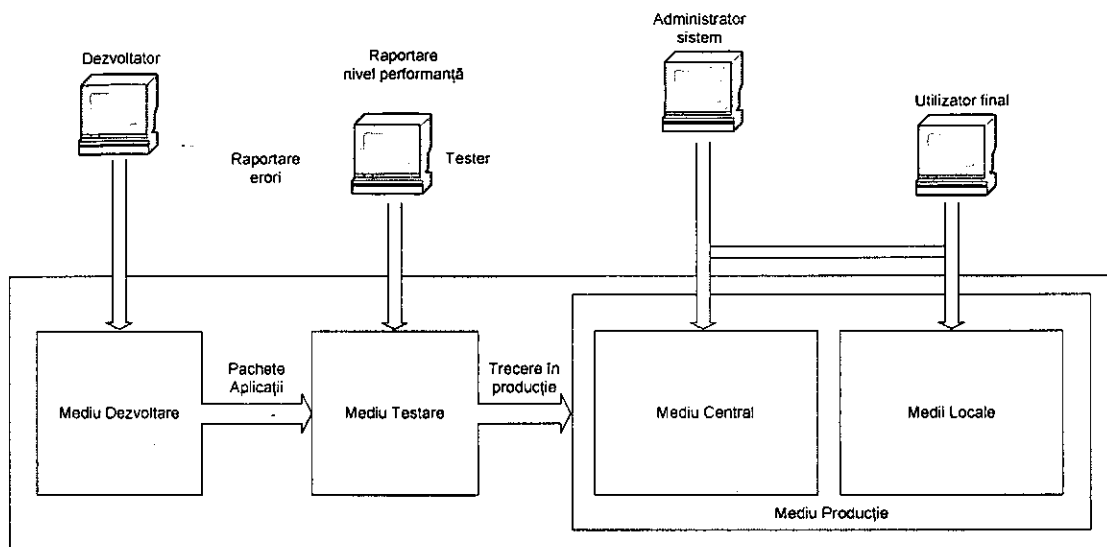 Administrator
sistem
Dezvoltator
Raportare
nivel performanță
Utilizator final
Raportare
erori
Tester
Pachete
Aplicații
Trecere în
producție
Mediu Dezvoltare
Mediu Testare
Mediu Central
Medii Locale
Mediu Producție